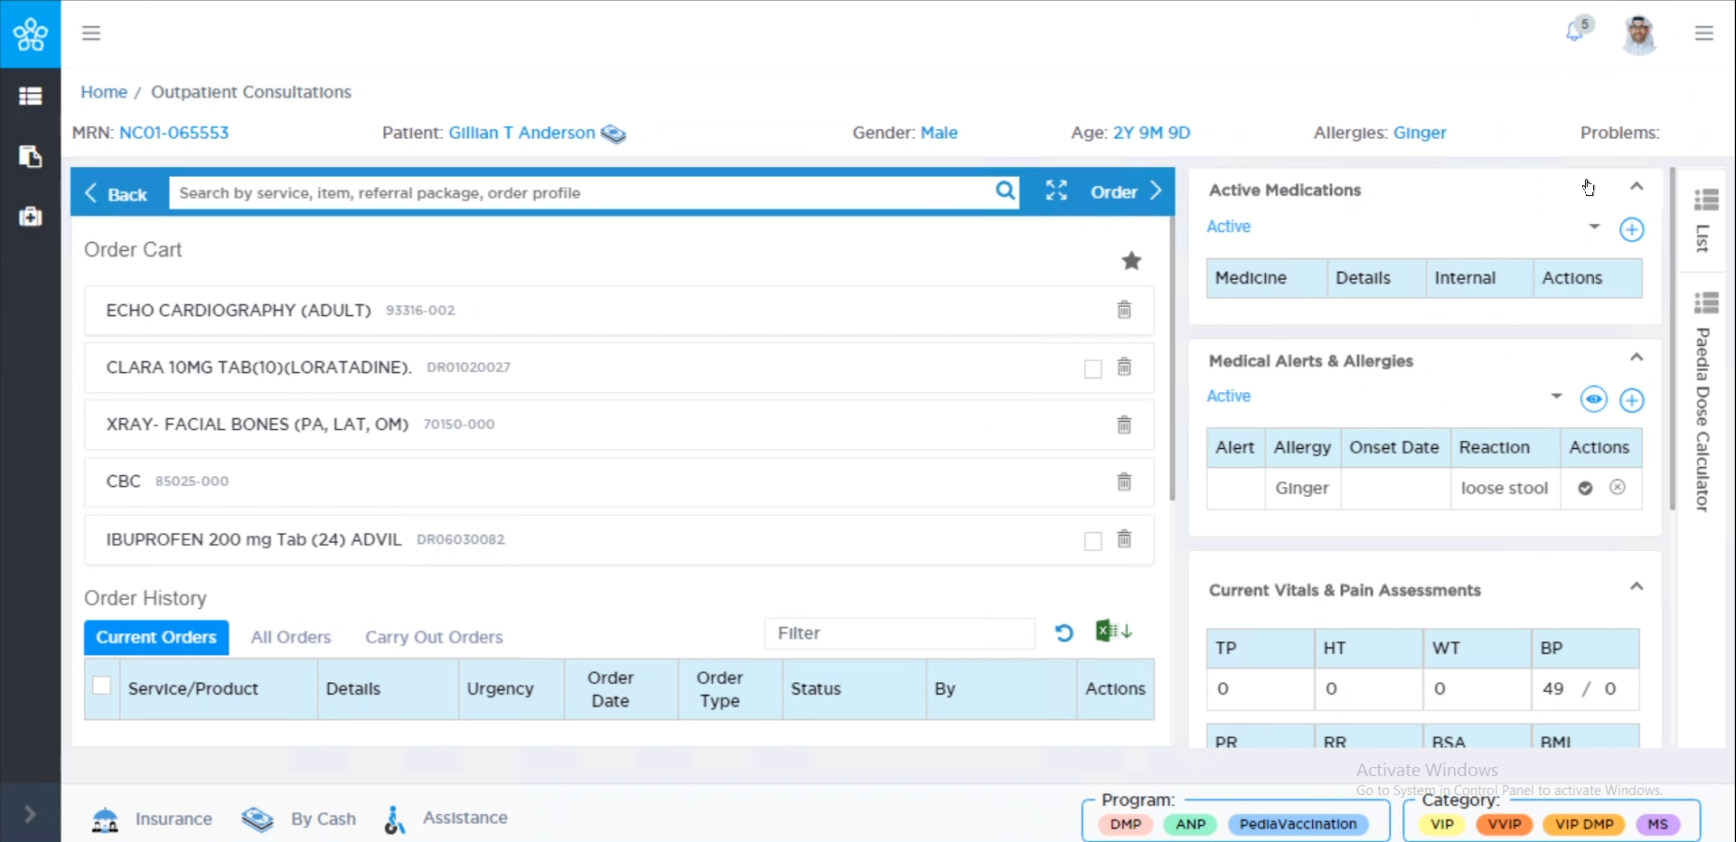 5
Home / Outpatient Consultations
MRN: NC01-065553 Patient: Gillian T Anderson Gender: Male Age: 2Y 9M 9D Allergies: Ginger Problems:
Back Search by service, item, referral package, order profile Order
Order Cart
ECHO CARDIOGRAPHY (ADULT) 93316-002
CLARA 10MG TAB(10)(LORATADINE). DR01020027
XRAY- FACIAL BONES (PA, LAT, OM) 70150-000
CBC 85025-000
IBUPROFEN 200 mg Tab (24) ADVIL DR06030082
Order History
Current Orders All Orders Carry Out Orders Filter
Service/Product Details Urgency Order Date Order Type Status By Actions
Active Medications
Active
Medicine Details Internal Actions
Medical Alerts & Allergies
Active
Alert Allergy Onset Date Reaction Actions
Ginger loose stool
Current Vitals & Pain Assessments
TP HT WT BP
0 0 0 49 / 0
PR RR BSA BMI
List
Paedia Dose Calculator
Activate Windows
Go to System in Control Panel to activate Windows.
Insurance By Cash Assistance
Program:
DMP ANP PediaVaccination
Category:
VIP VVIP VIP DMP MS